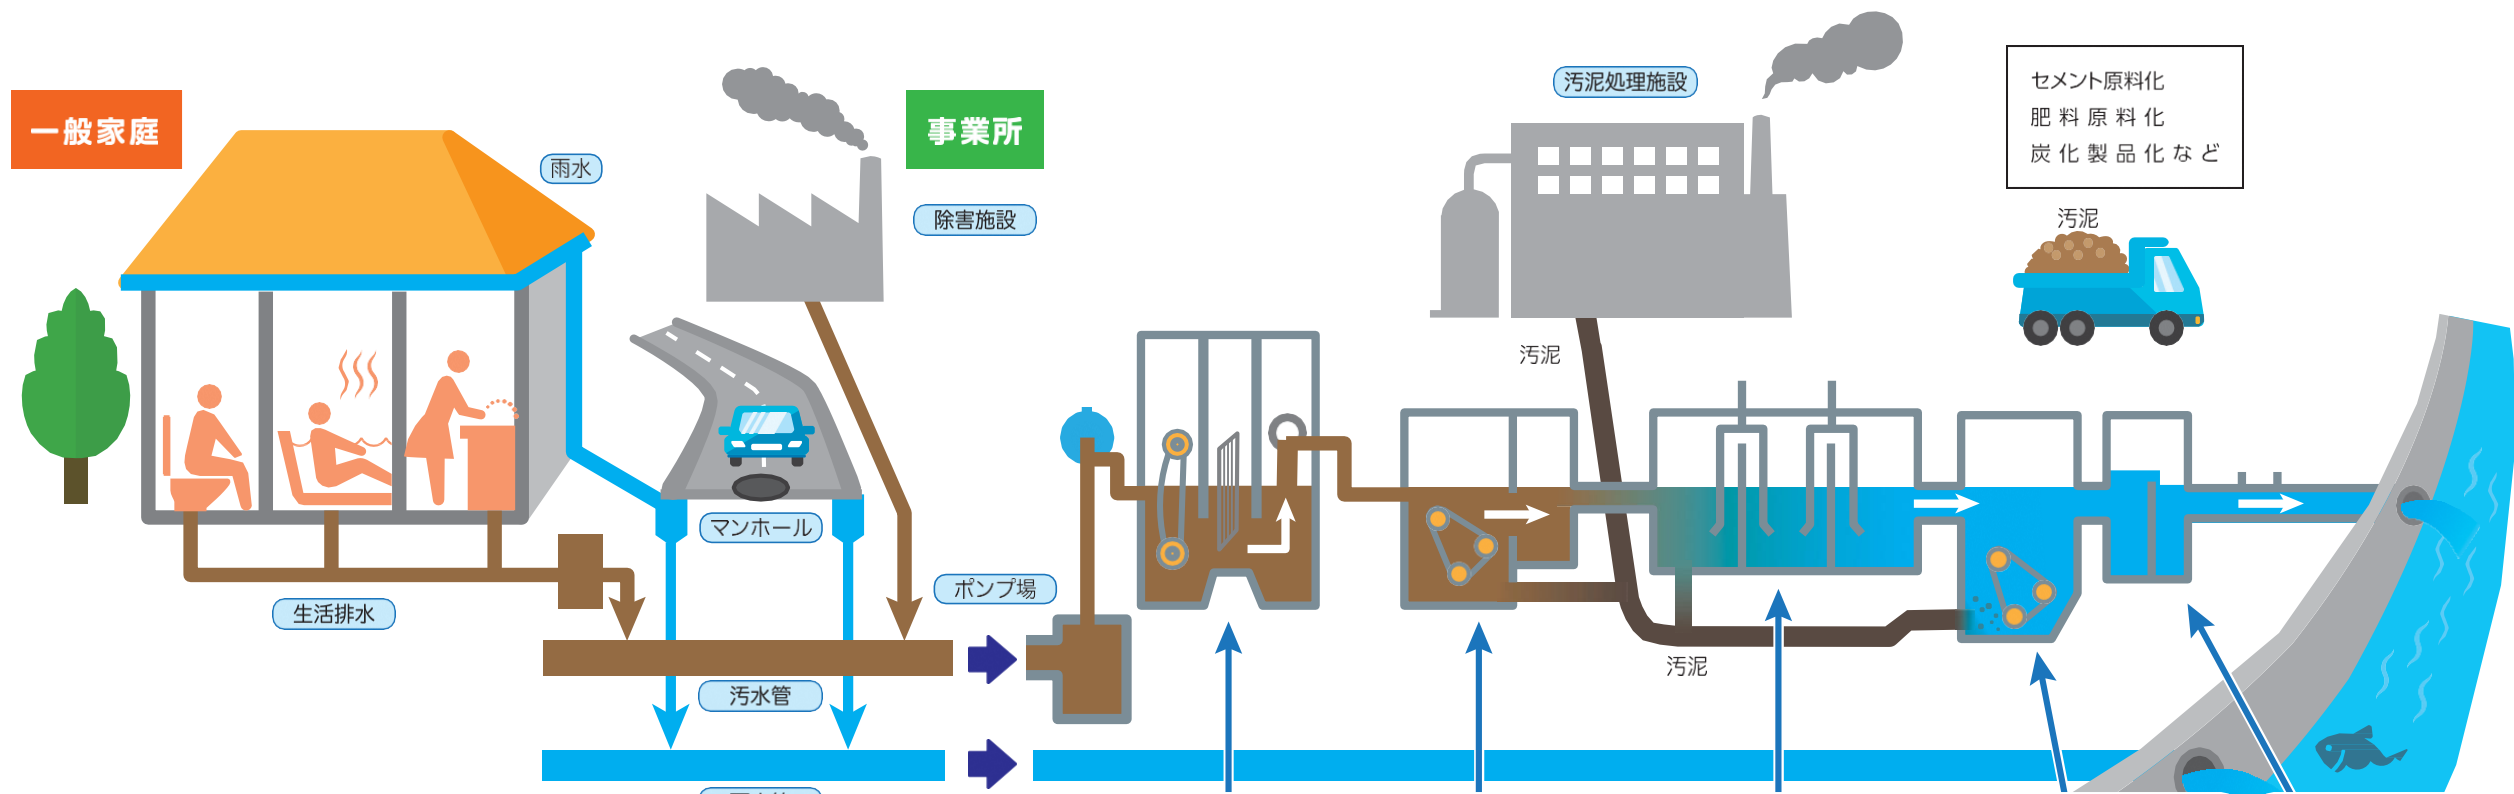 一般家庭
雨水
事業所
除害施設
汚泥処理施設
セメント原料化
肥料原料化
炭化製品化など
汚泥
汚泥
マンホール
ポンプ場
生活排水
汚泥
汚水管